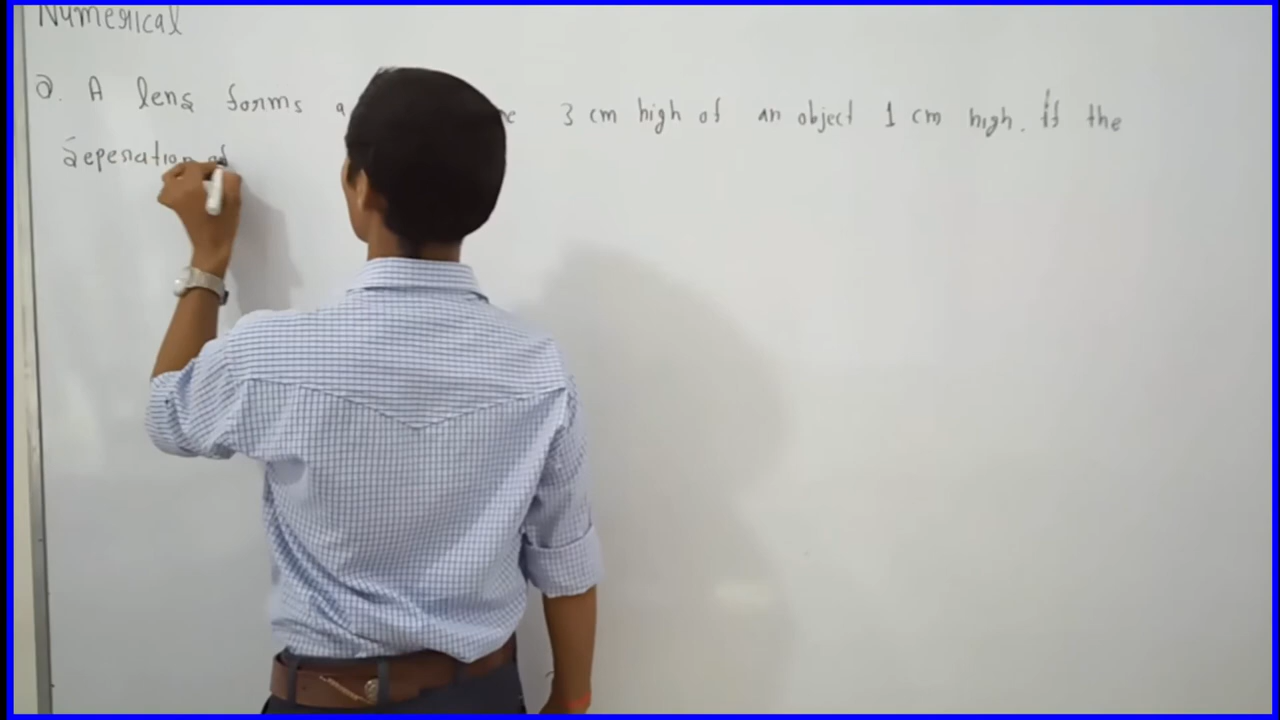 Numerical
Q. A lens forms a 3 cm high of an object 1 cm high. If the
Seperation of